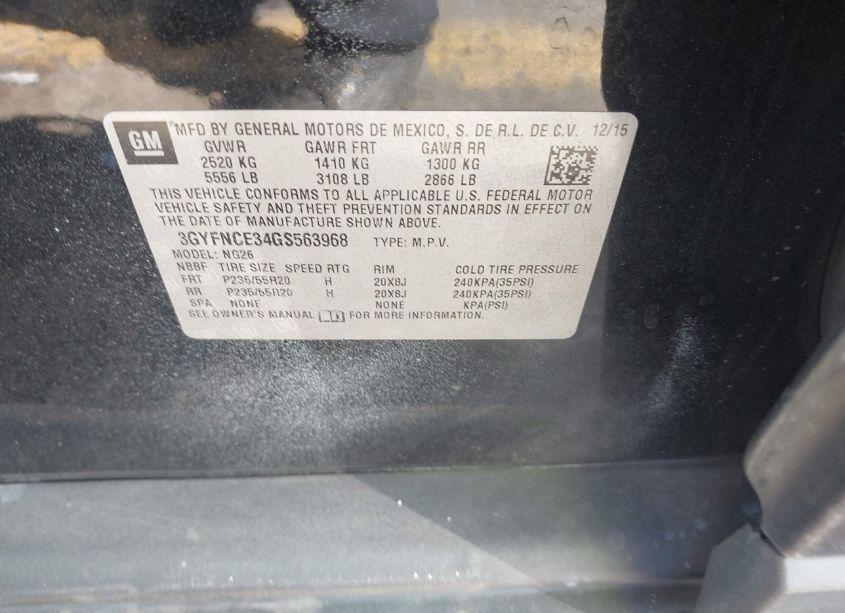 GM
MFD BY GENERAL MOTORS DE MEXICO, S. DE R.L. DE C.V. 12/15
GVWR GAWR FRT GAWR RR
2520 KG 1410 KG 1300 KG
5556 LB 3108 LB 2866 LB
THIS VEHICLE CONFORMS TO ALL APPLICABLE U.S. FEDERAL MOTOR
VEHICLE SAFETY AND THEFT PREVENTION STANDARDS IN EFFECT ON
THE DATE OF MANUFACTURE SHOWN ABOVE.
3GYFNCE34GS563968 TYPE: M.P.V.
MODEL: NG26
NBBF TIRE SIZE SPEED RTG RIM COLD TIRE PRESSURE
FRT P235/55R20 H 20X8J 240KPA(35PSI)
RR P235/55R20 H 20X8J 240KPA(35PSI)
SPA NONE NONE KPA(PSI)
SEE OWNER'S MANUAL FOR MORE INFORMATION.